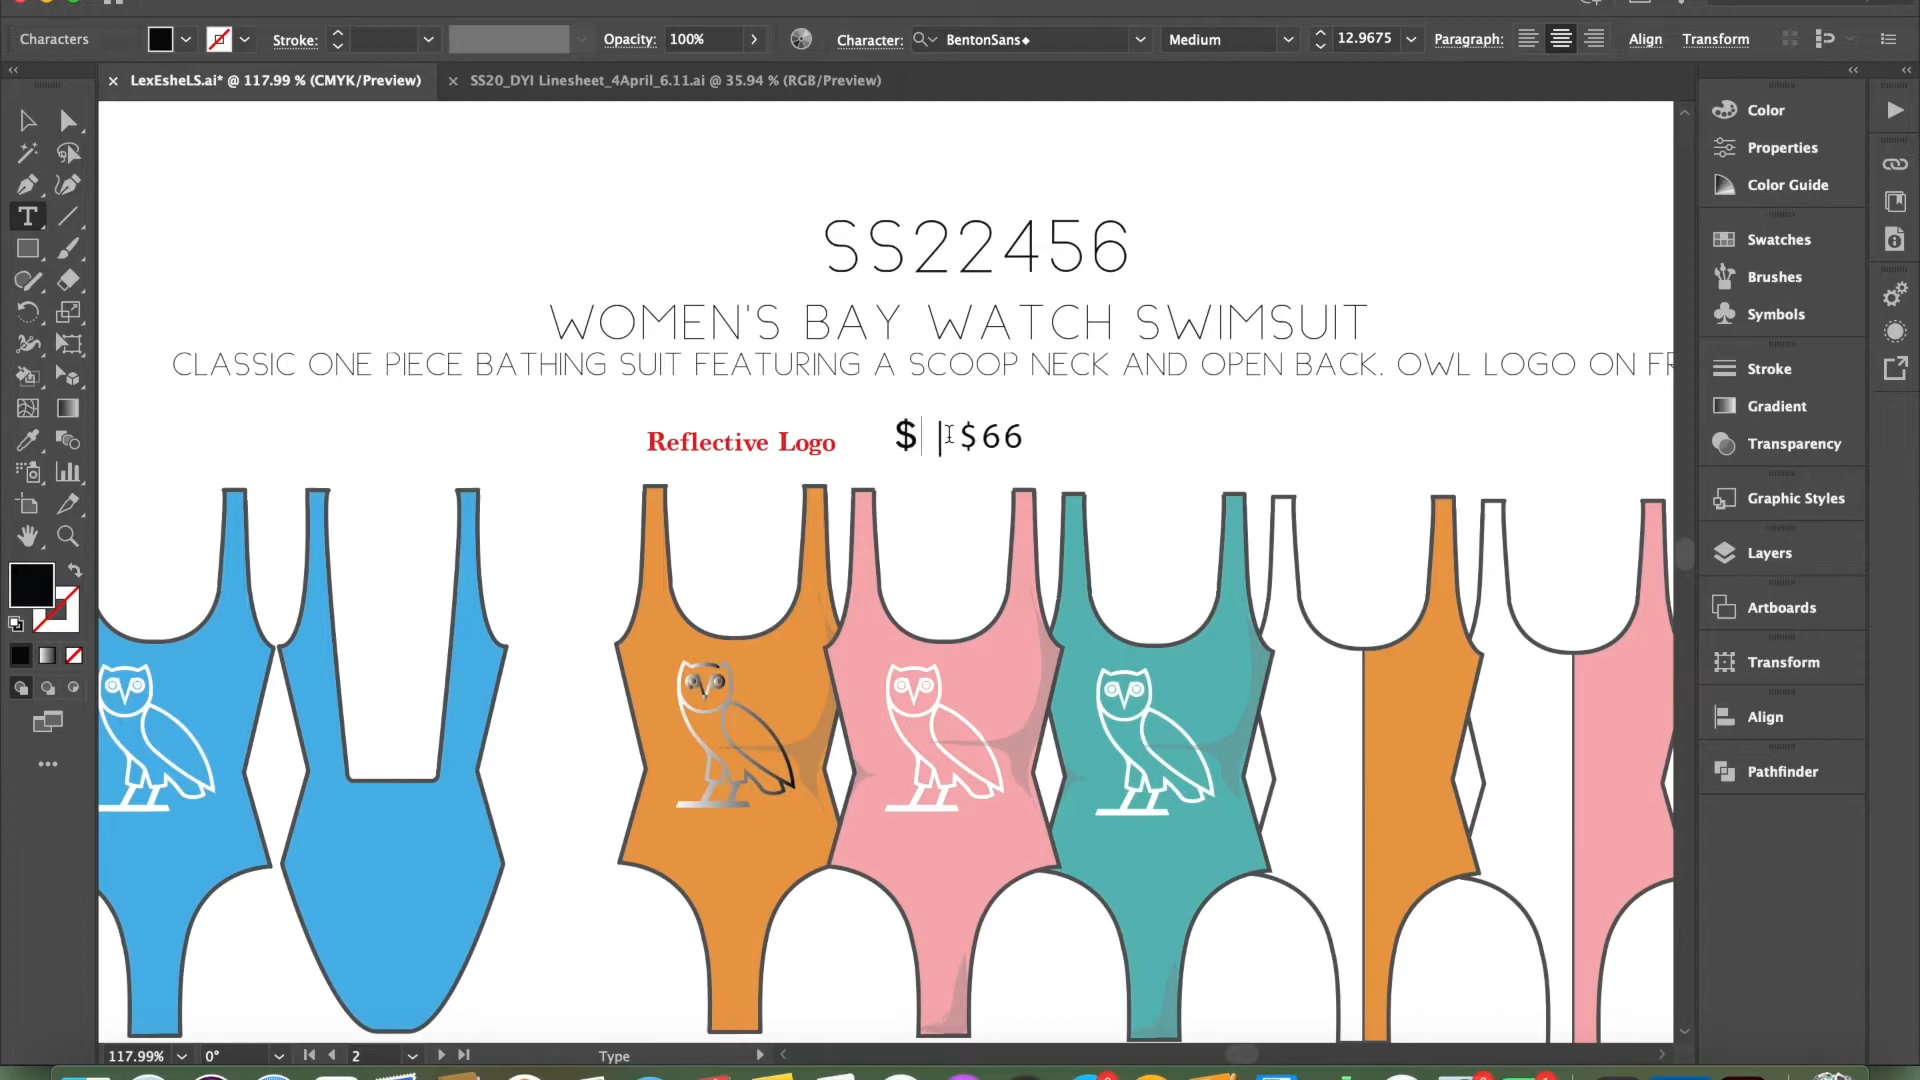 Characters
Stroke:
Opacity: 100%
Character: BentonSans Medium 12.9675
Paragraph:
Align
Transform
× LexEsheLS.ai* @ 117.99 % (CMYK/Preview)
× SS20_DYI Linesheet_4April_6.11.ai @ 35.94 % (RGB/Preview)
SS22456
WOMEN'S BAY WATCH SWIMSUIT
CLASSIC ONE PIECE BATHING SUIT FEATURING A SCOOP NECK AND OPEN BACK. OWL LOGO ON FR
Reflective Logo
$ | $66
Color
Properties
Color Guide
Swatches
Brushes
Symbols
Stroke
Gradient
Transparency
Graphic Styles
Layers
Artboards
Transform
Align
Pathfinder
117.99%
0°
2
Type